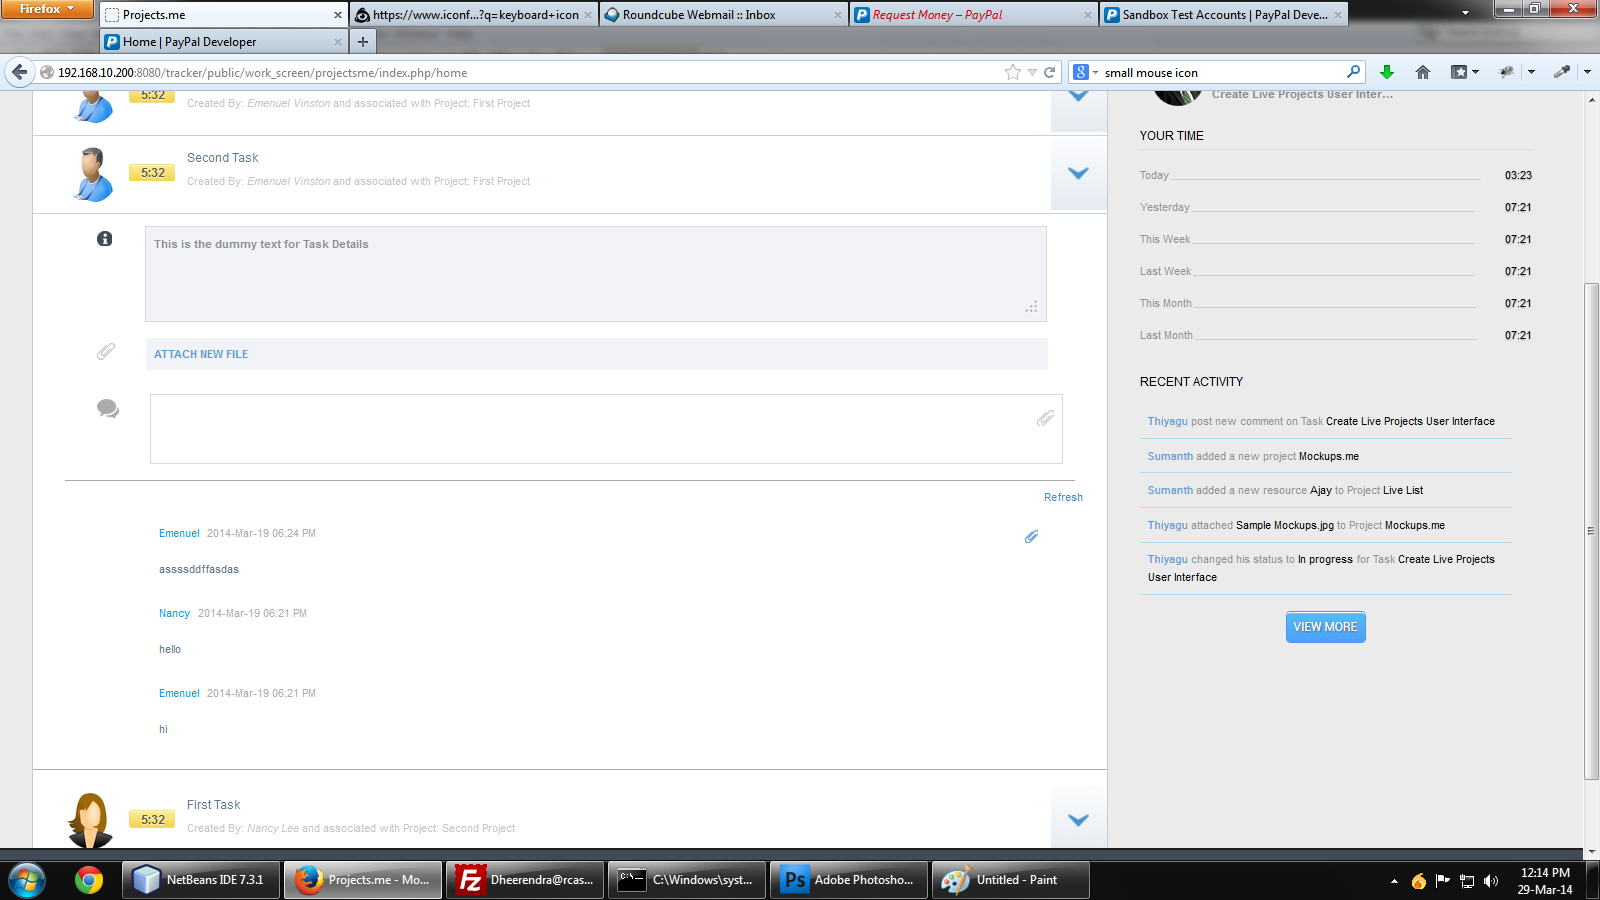 Firefox
Projects.me
https://www.iconf...?q=keyboard+icon
Roundcube Webmail :: Inbox
Request Money – PayPal
Sandbox Test Accounts | PayPal Deve...
Home | PayPal Developer
192.168.10.200:8080/tracker/public/work_screen/projectsme/index.php/home
small mouse icon
5:32
Created By: Emenuel Vinston and associated with Project: First Project
Second Task
5:32
Created By: Emenuel Vinston and associated with Project: First Project
This is the dummy text for Task Details
ATTACH NEW FILE
Refresh
Emenuel 2014-Mar-19 06:24 PM
assssddffasdas
Nancy 2014-Mar-19 06:21 PM
hello
Emenuel 2014-Mar-19 06:21 PM
hi
First Task
5:32
Created By: Nancy Lee and associated with Project: Second Project
Create Live Projects User Inter...
YOUR TIME
Today 03:23
Yesterday 07:21
This Week 07:21
Last Week 07:21
This Month 07:21
Last Month 07:21
RECENT ACTIVITY
Thiyagu post new comment on Task Create Live Projects User Interface
Sumanth added a new project Mockups.me
Sumanth added a new resource Ajay to Project Live List
Thiyagu attached Sample Mockups.jpg to Project Mockups.me
Thiyagu changed his status to In progress for Task Create Live Projects
User Interface
VIEW MORE
NetBeans IDE 7.3.1
Projects.me - Mo...
Dheerendra@rcas...
C:\Windows\syst...
Adobe Photosho...
Untitled - Paint
12:14 PM
29-Mar-14